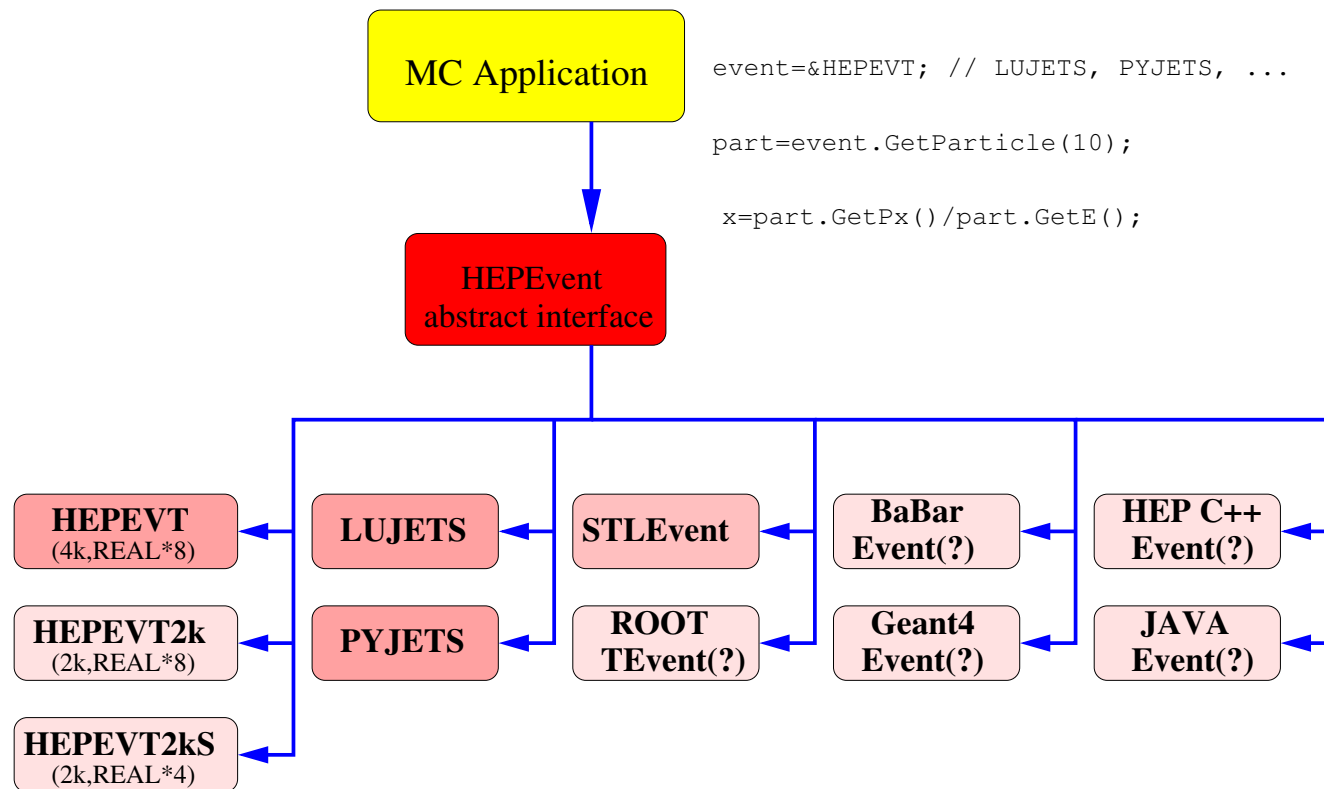 MC Application
event=&HEPEVT; // LUJETS, PYJETS, ...
part=event.GetParticle(10);
x=part.GetPx()/part.GetE();
HEPEvent
abstract interface
HEPEVT
(4k,REAL*8)
LUJETS
STLEvent
BaBar
Event(?)
HEP C++
Event(?)
HEPEVT2k
(2k,REAL*8)
PYJETS
ROOT
TEvent(?)
Geant4
Event(?)
JAVA
Event(?)
HEPEVT2kS
(2k,REAL*4)